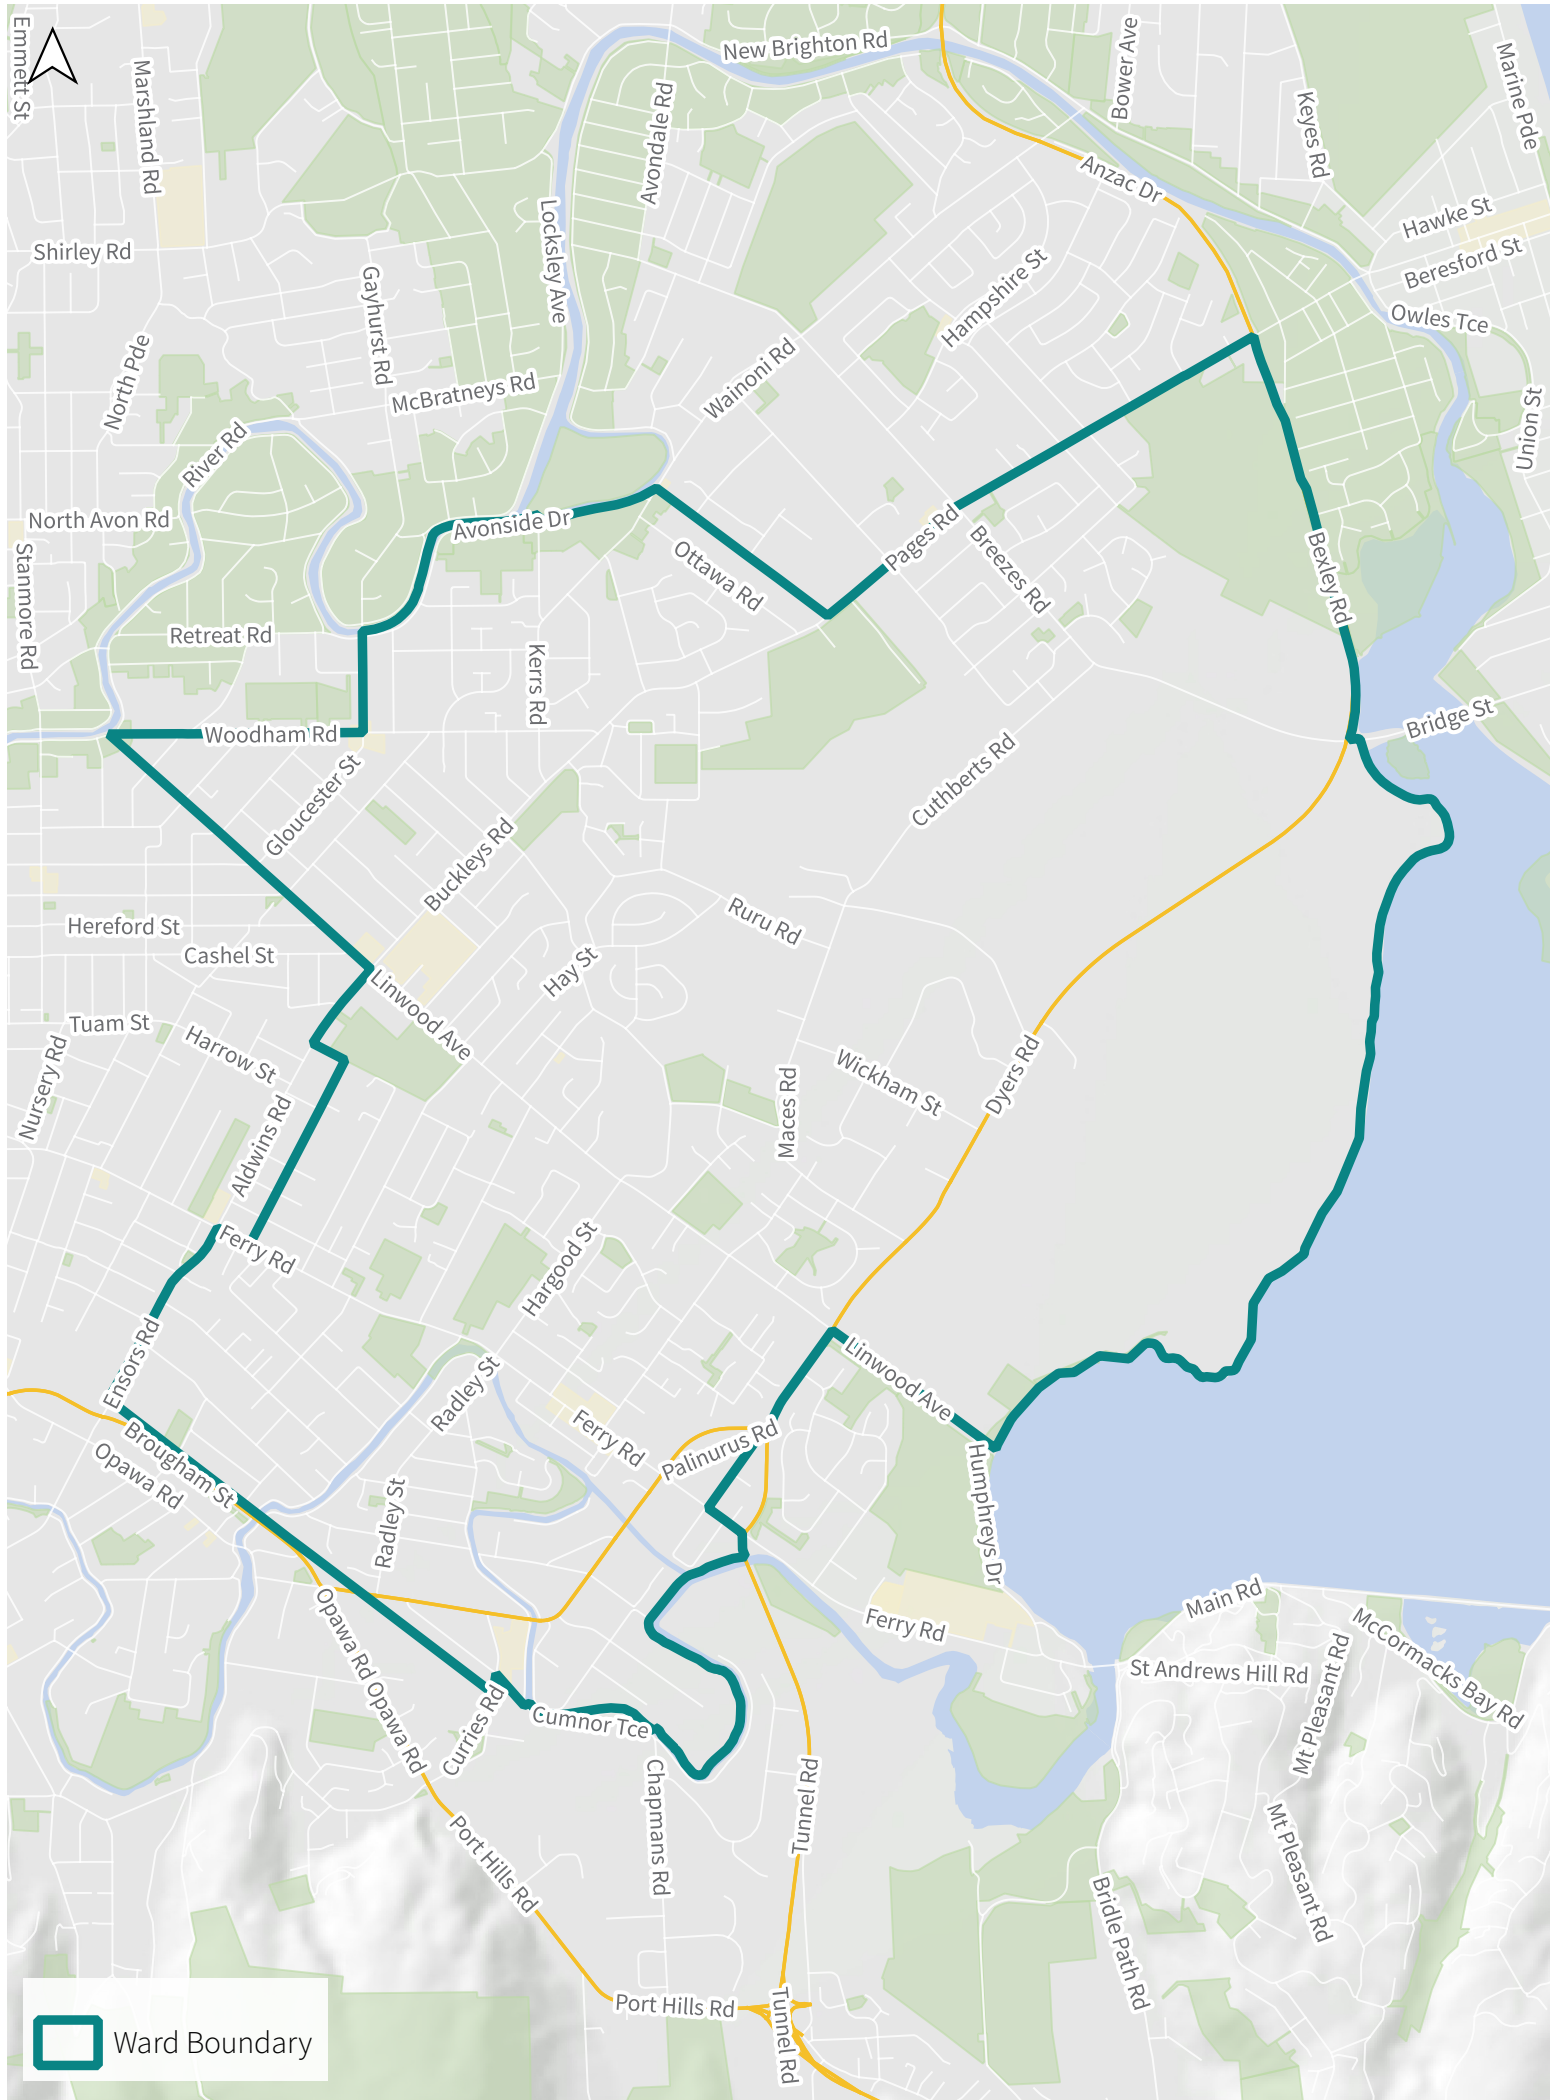 Emmett St
Marshland Rd
New Brighton Rd
Bower Ave
Marine Pde
Avondale Rd
Keyes Rd
Anzac Dr
Hawke St
Shirley Rd
Locksley Ave
Beresford St
Gayhurst Rd
Hampshire St
Owles Tce
North Pde
McBratneys Rd
Wainoni Rd
Union St
River Rd
North Avon Rd
Avonside Dr
Pages Rd
Stanmore Rd
Ottawa Rd
Breezes Rd
Bexley Rd
Retreat Rd
Kerrs Rd
Woodham Rd
Bridge St
Gloucester St
Cuthberts Rd
Buckleys Rd
Hereford St
Ruru Rd
Cashel St
Hay St
Linwood Ave
Tuam St
Harrow St
Nursery Rd
Wickham St
Dyers Rd
Maces Rd
Aldwins Rd
Ferry Rd
Hargood St
Ensors Rd
Linwood Ave
Radley St
Ferry Rd
Palinurus Rd
Brougham St
Opawa Rd
Humphreys Dr
Radley St
Main Rd
Ferry Rd
McCormacks Bay Rd
Opawa Rd
Opawa Rd
St Andrews Hill Rd
Mt Pleasant Rd
Curries Rd
Cumnor Tce
Chapmans Rd
Tunnel Rd
Port Hills Rd
Mt Pleasant Rd
Bridle Path Rd
Port Hills Rd
Tunnel Rd
Ward Boundary